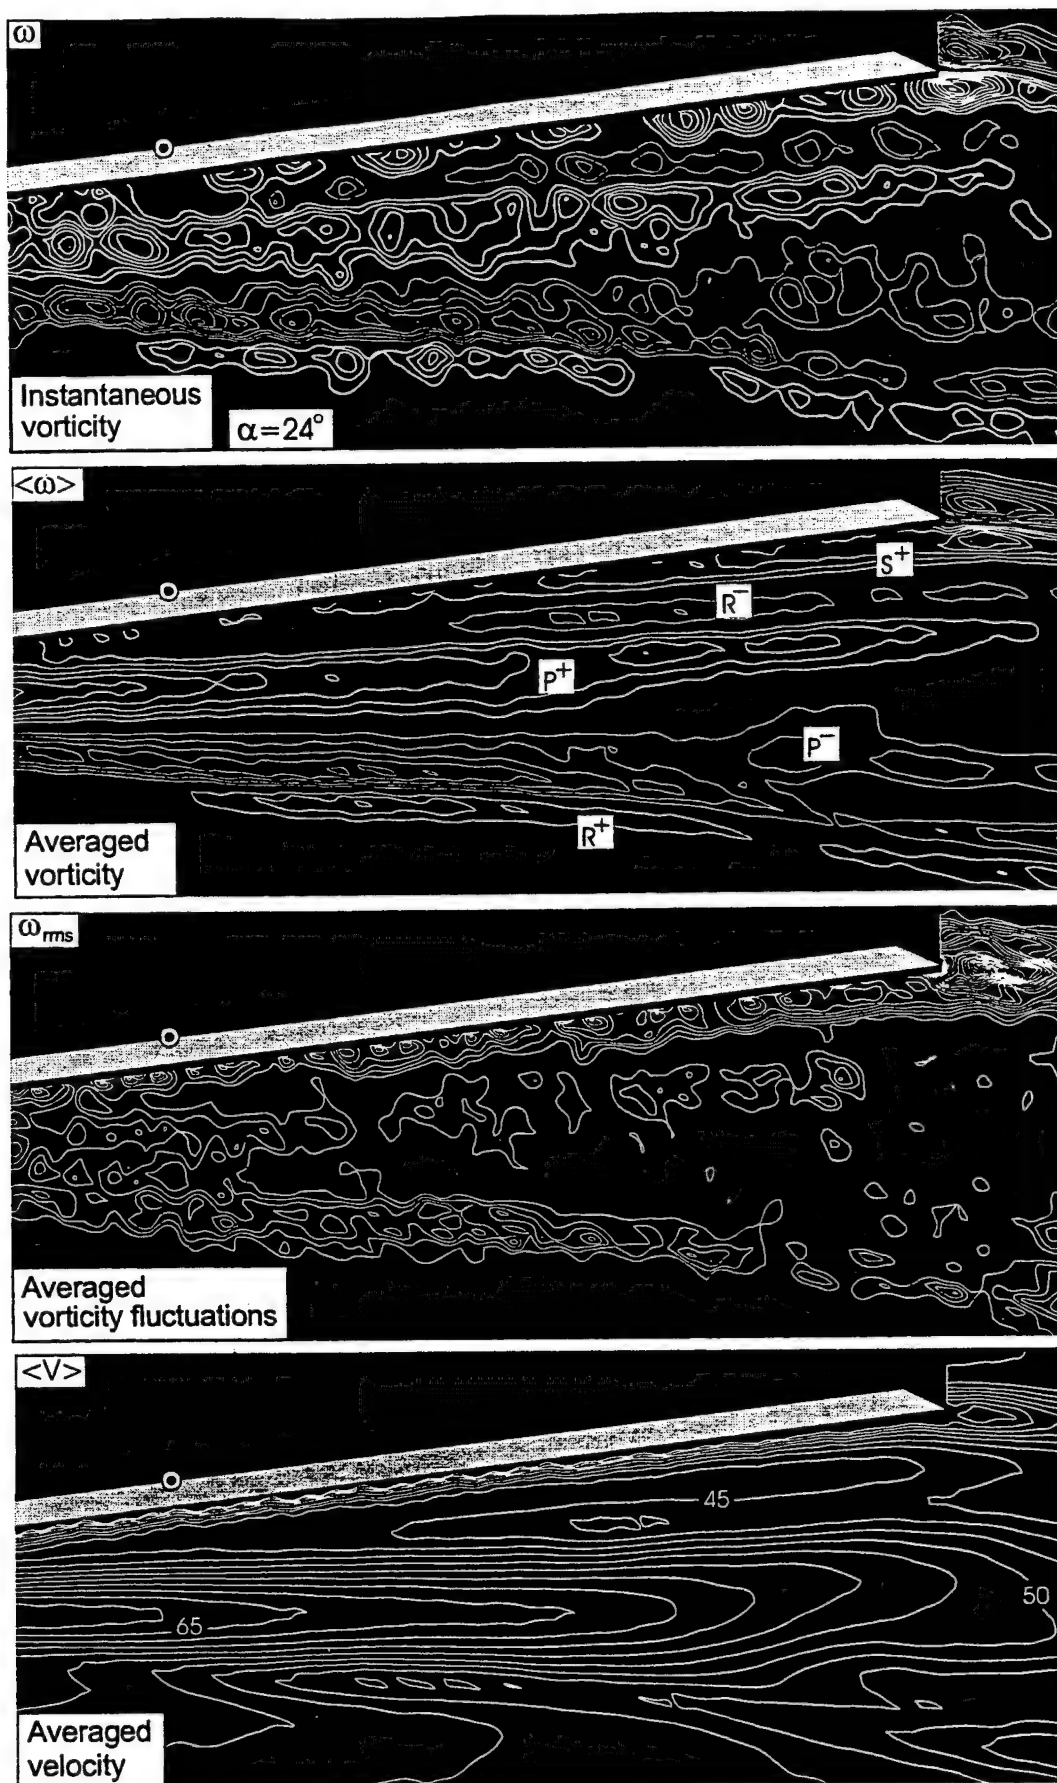 ω
Instantaneous
vorticity
α=24°
<ω>
S+
R−
P+
P−
R+
Averaged
vorticity
ωrms
Averaged
vorticity fluctuations
<V>
45
50
65
Averaged
velocity